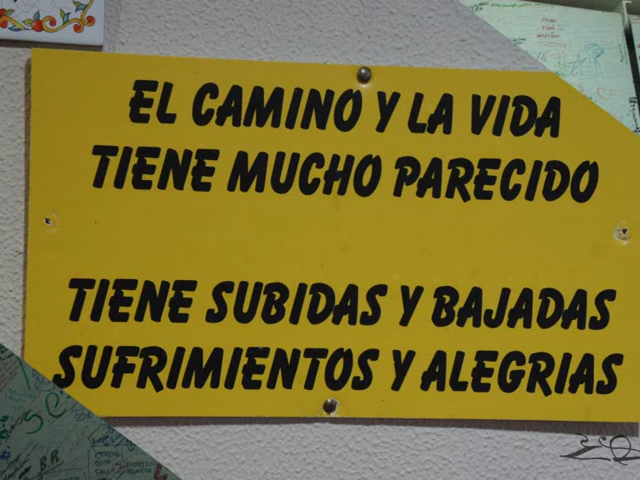 EL CAMINO Y LA VIDA
TIENE MUCHO PARECIDO
TIENE SUBIDAS Y BAJADAS
SUFRIMIENTOS Y ALEGRIAS
B.R.